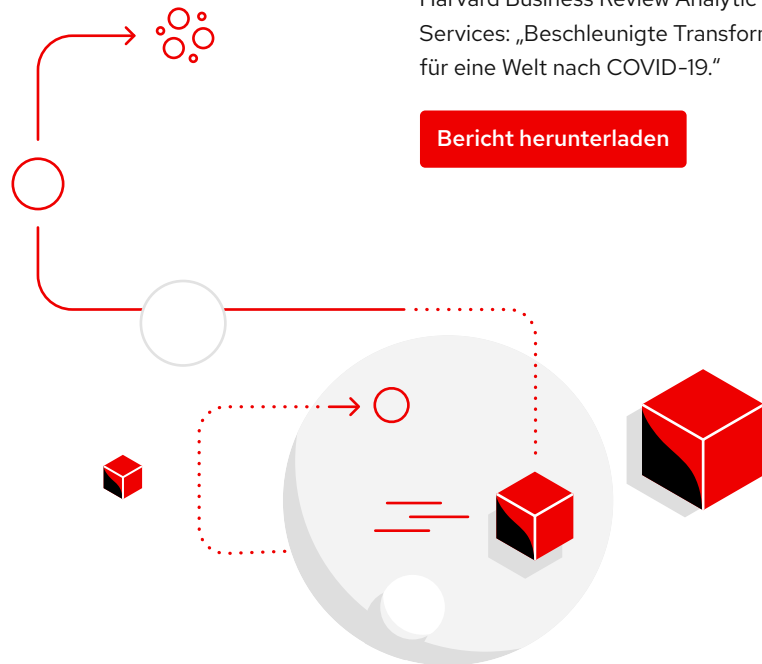 Harvard Business Review Analytic
Services: „Beschleunigte
für eine Welt nach COVID-19.“
Bericht herunterladen